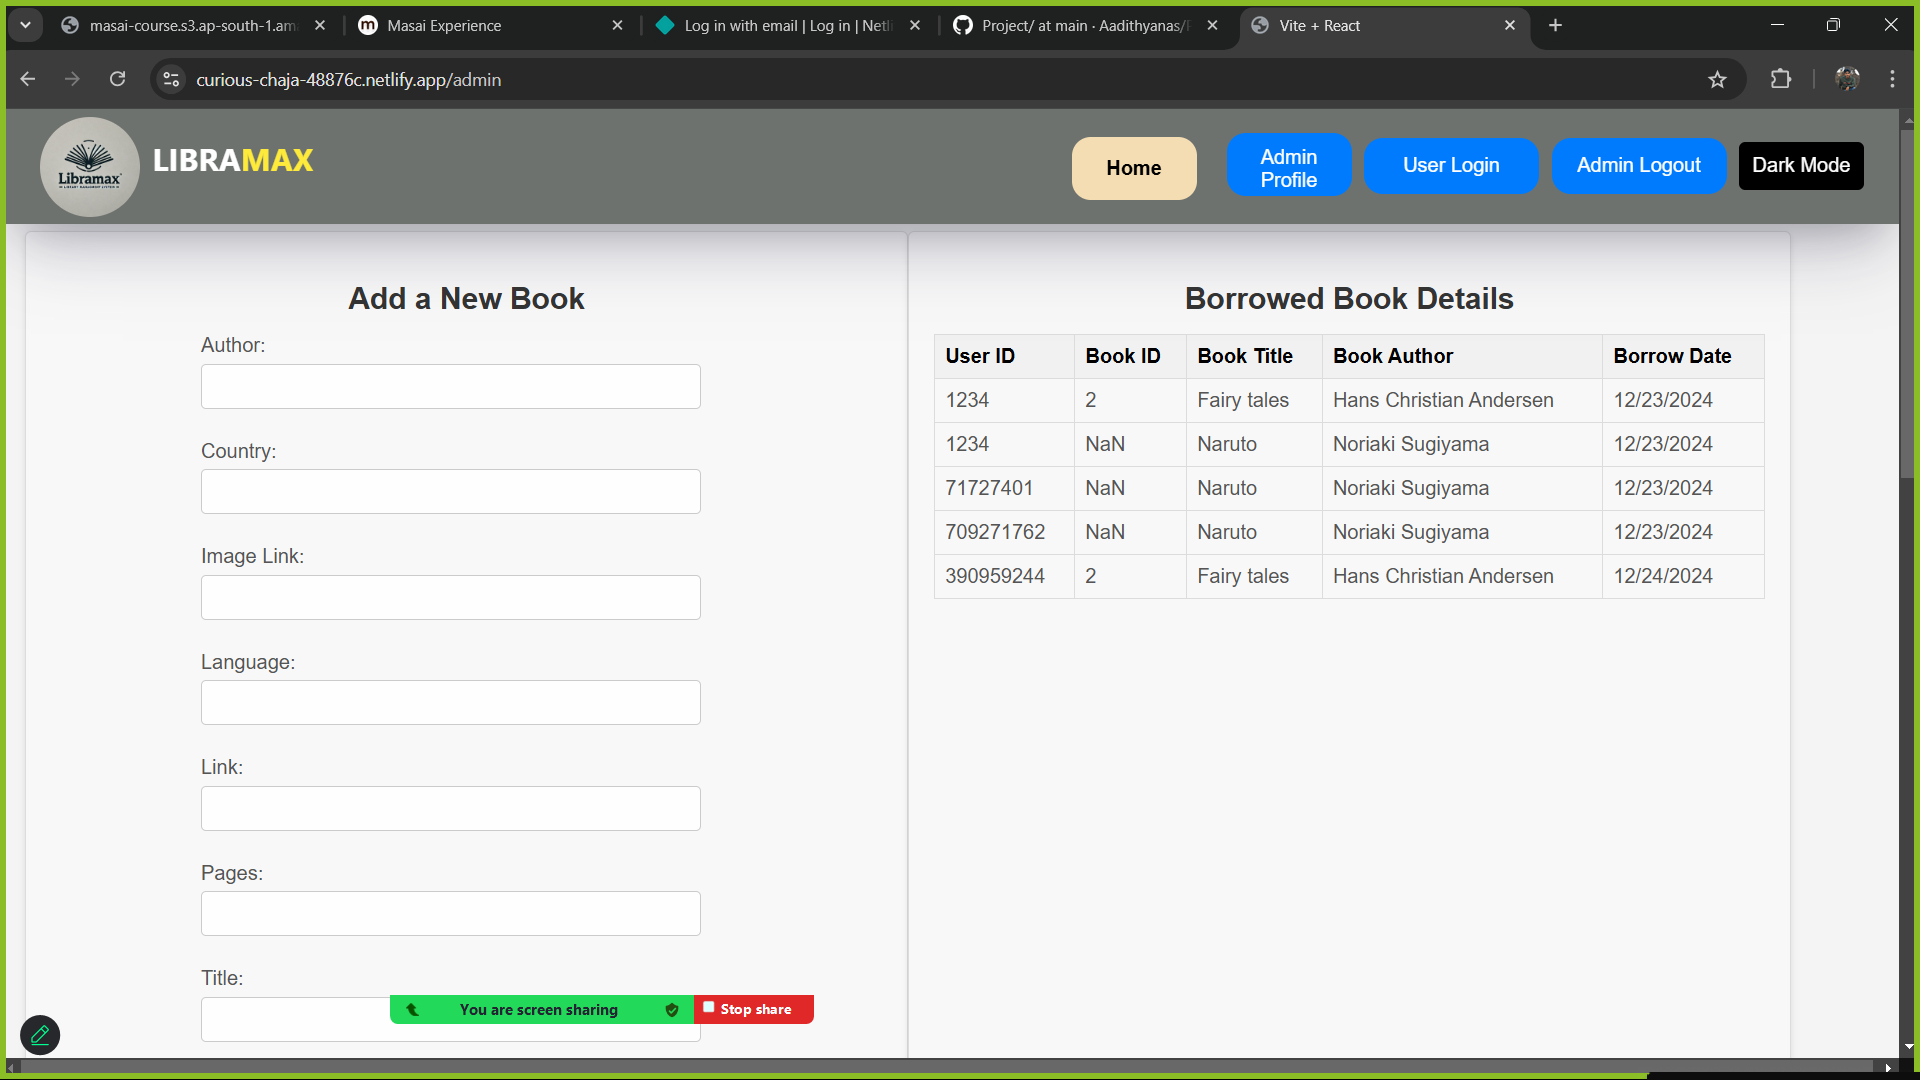 masai-course.s3.ap-south-1.am
Masai Experience
Log in with email | Log in | Netli
Project/ at main · Aadithyanas/
Vite + React
curious-chaja-48876c.netlify.app/admin
Libramax
LIBRAMAX
Home
Admin Profile
User Login
Admin Logout
Dark Mode
Add a New Book
Author:
Country:
Image Link:
Language:
Link:
Pages:
Title:
Borrowed Book Details
User ID Book ID Book Title Book Author Borrow Date
1234 2 Fairy tales Hans Christian Andersen 12/23/2024
1234 NaN Naruto Noriaki Sugiyama 12/23/2024
71727401 NaN Naruto Noriaki Sugiyama 12/23/2024
709271762 NaN Naruto Noriaki Sugiyama 12/23/2024
390959244 2 Fairy tales Hans Christian Andersen 12/24/2024
You are screen sharing
Stop share